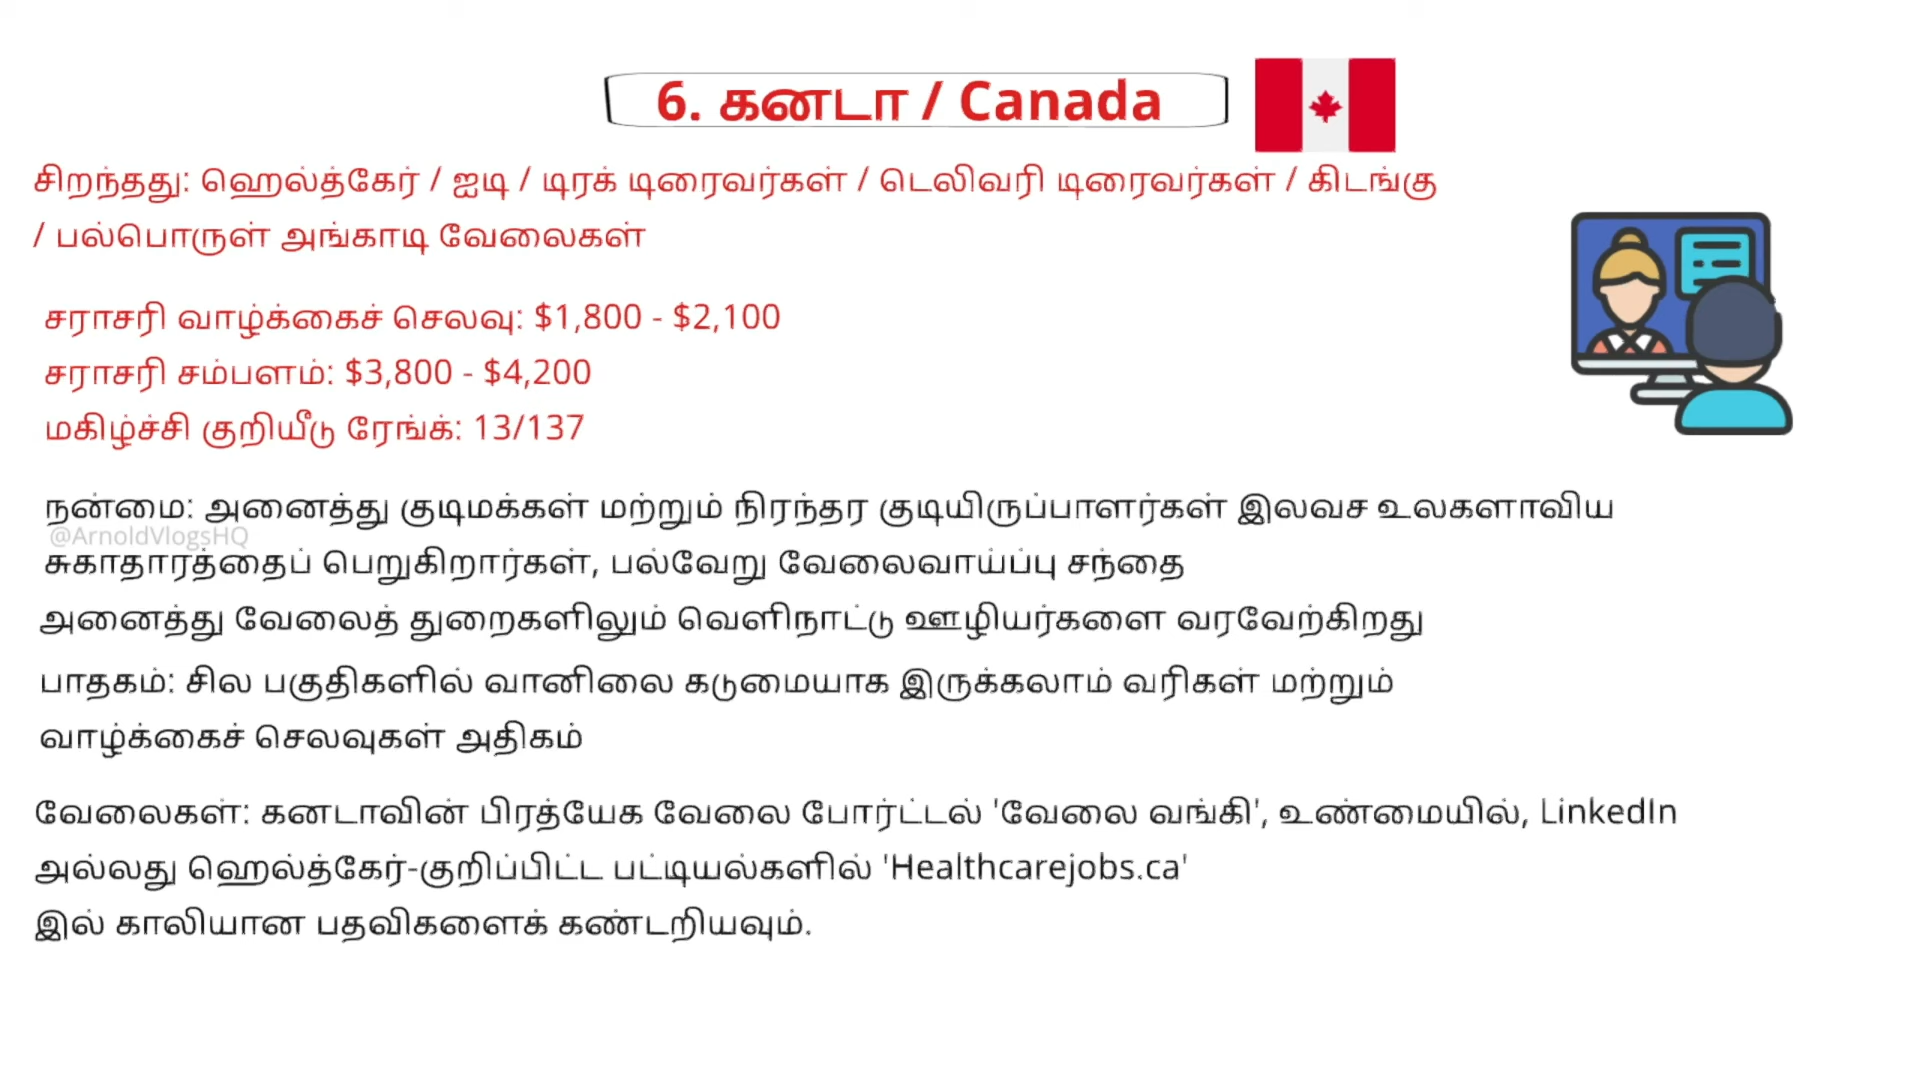 6. கனடா / Canada
சிறந்தது: ஹெல்த்கேர் / ஐடி / டிரக் டிரைவர்கள் / டெலிவரி டிரைவர்கள் / கிடங்கு
/ பல்பொருள் அங்காடி வேலைகள்
சராசரி வாழ்க்கைச் செலவு: $1,800 - $2,100
சராசரி சம்பளம்: $3,800 - $4,200
மகிழ்ச்சி குறியீடு ரேங்க்: 13/137
நன்மை: அனைத்து குடிமக்கள் மற்றும் நிரந்தர குடியிருப்பாளர்கள் இலவச உலகளாவிய
@ArnoldVlogsHQ
சுகாதாரத்தைப் பெறுகிறார்கள், பல்வேறு வேலைவாய்ப்பு சந்தை
அனைத்து வேலைத் துறைகளிலும் வெளிநாட்டு ஊழியர்களை வரவேற்கிறது
பாதகம்: சில பகுதிகளில் வானிலை கடுமையாக இருக்கலாம் வரிகள் மற்றும்
வாழ்க்கைச் செலவுகள் அதிகம்
வேலைகள்: கனடாவின் பிரத்யேக வேலை போர்ட்டல் 'வேலை வங்கி', உண்மையில், LinkedIn
அல்லது ஹெல்த்கேர்-குறிப்பிட்ட பட்டியல்களில் 'Healthcarejobs.ca'
இல் காலியான பதவிகளைக் கண்டறியவும்.